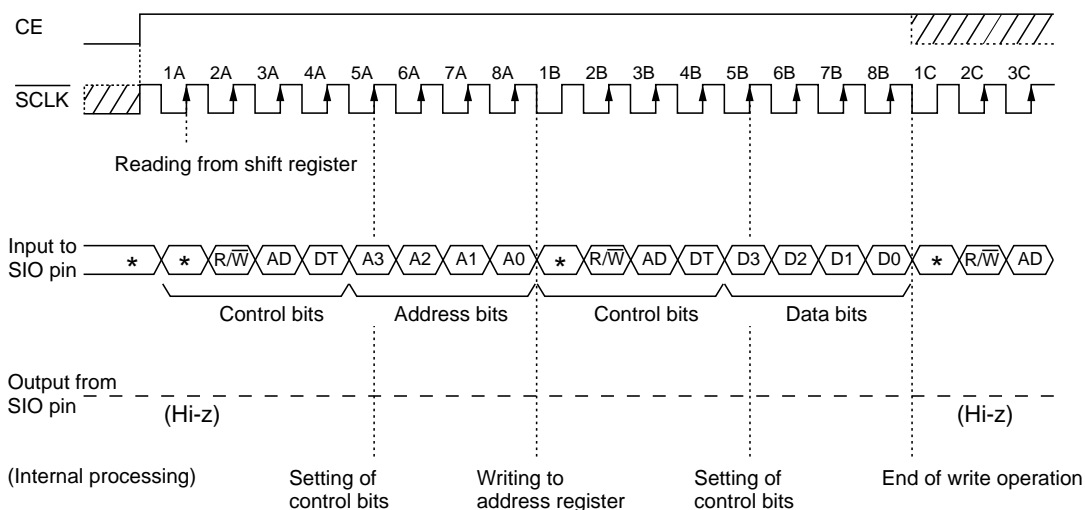 CE
1A 2A 3A 4A 5A 6A 7A 8A 1B 2B 3B 4B 5B 6B 7B 8B 1C 2C 3C
S̅C̅L̅K̅
Reading from shift register
Input to
SIO pin
* * R/W̅ AD DT A3 A2 A1 A0 * R/W̅ AD DT D3 D2 D1 D0 * R/W̅ AD
Control bits Address bits Control bits Data bits
Output from
SIO pin
(Hi-z) (Hi-z)
(Internal processing)
Setting of
control bits
Writing to
address register
Setting of
control bits
End of write operation